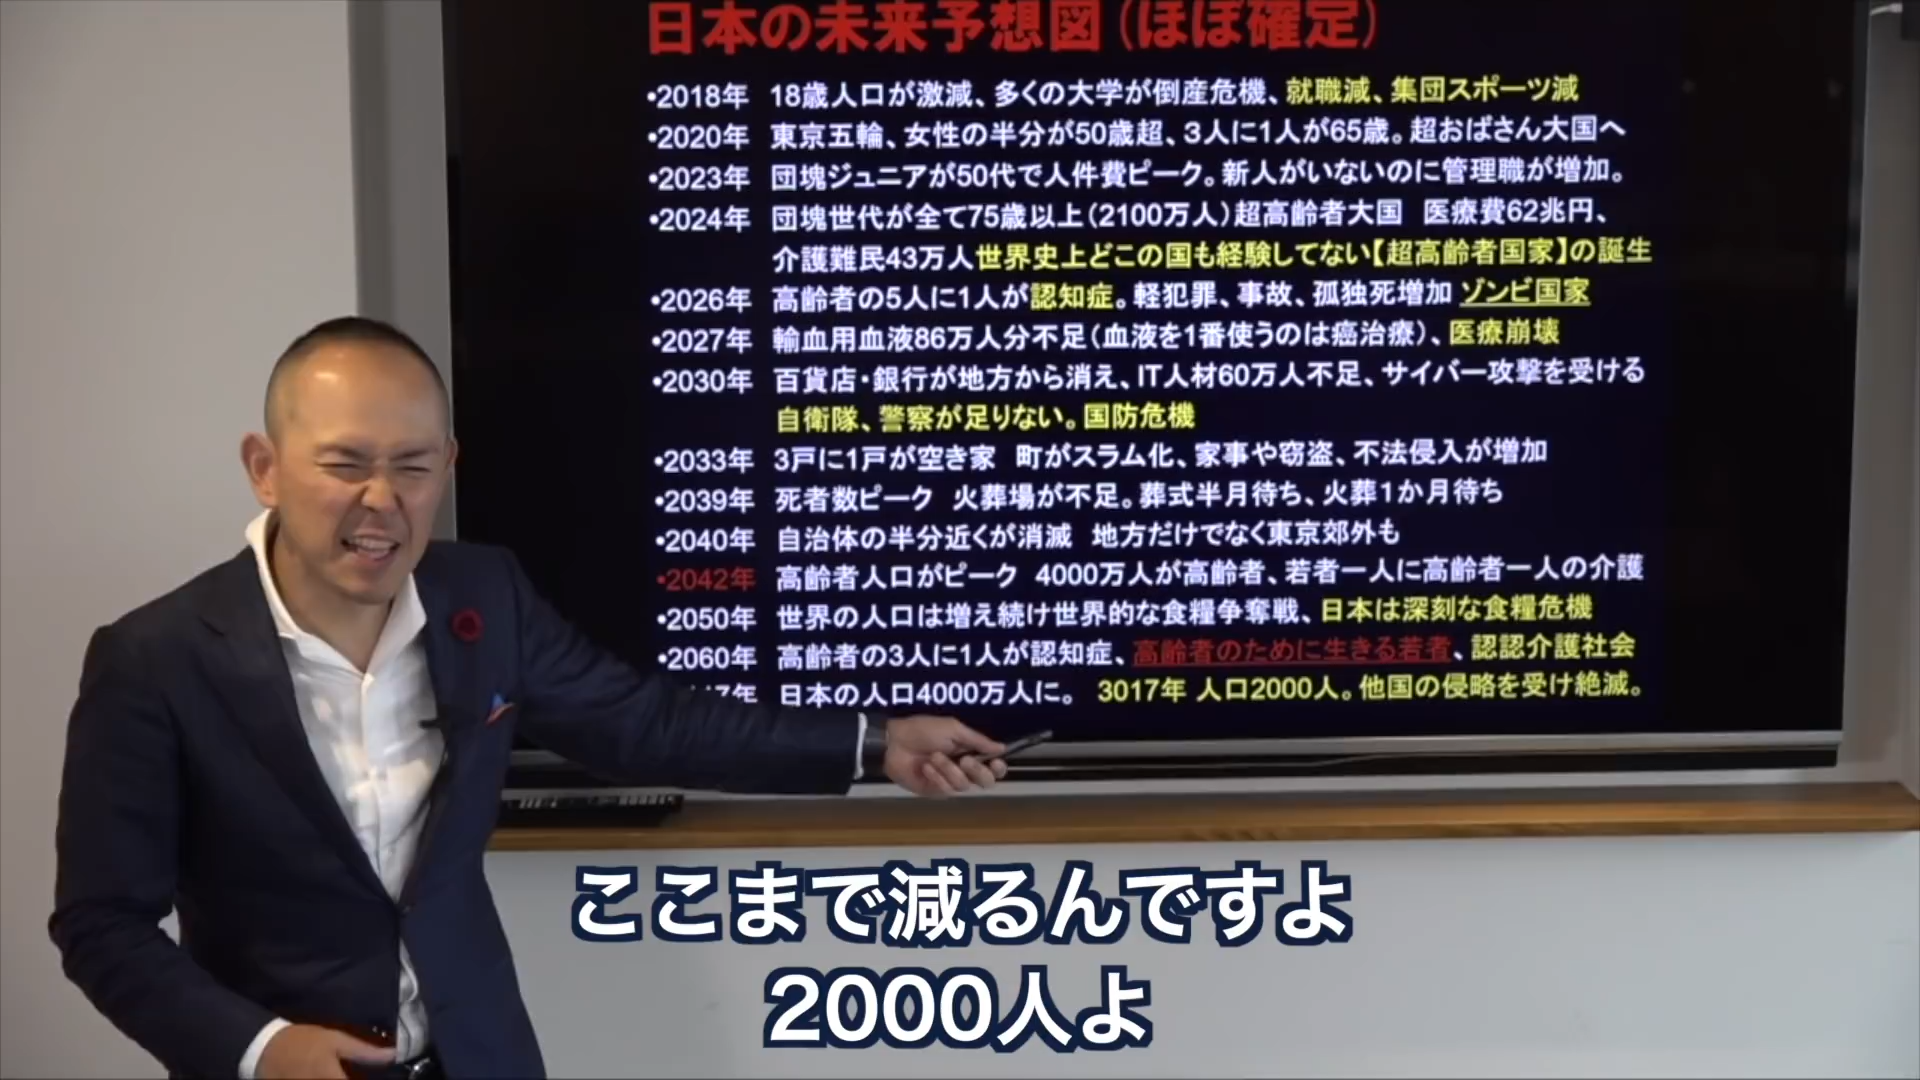 日本の未来予想図(ほぼ確定)
•2018年 18歳人口が激減、多くの大学が倒産危機、就職減、集団スポーツ減
•2020年 東京五輪、女性の半分が50歳超、3人に1人が65歳。超おばさん大国へ
•2023年 団塊ジュニアが50代で人件費ピーク。新人がいないのに管理職が増加。
•2024年 団塊世代が全て75歳以上(2100万人)超高齢者大国 医療費62兆円、
介護難民43万人世界史上どこの国も経験してない【超高齢者国家】の誕生
•2026年 高齢者の5人に1人が認知症。軽犯罪、事故、孤独死増加 ゾンビ国家
•2027年 輸血用血液86万人分不足(血液を1番使うのは癌治療)、医療崩壊
•2030年 百貨店・銀行が地方から消え、IT人材60万人不足、サイバー攻撃を受ける
自衛隊、警察が足りない。国防危機
•2033年 3戸に1戸が空き家 町がスラム化、家事や窃盗、不法侵入が増加
•2039年 死者数ピーク 火葬場が不足。葬式半月待ち、火葬1か月待ち
•2040年 自治体の半分近くが消滅 地方だけでなく東京郊外も
•2042年 高齢者人口がピーク 4000万人が高齢者、若者一人に高齢者一人の介護
•2050年 世界の人口は増え続け世界的な食糧争奪戦、日本は深刻な食糧危機
•2060年 高齢者の3人に1人が認知症、高齢者のために生きる若者、認認介護社会
7年 日本の人口4000万人に。 3017年 人口2000人。他国の侵略を受け絶滅。
ここまで減るんですよ
2000人よ